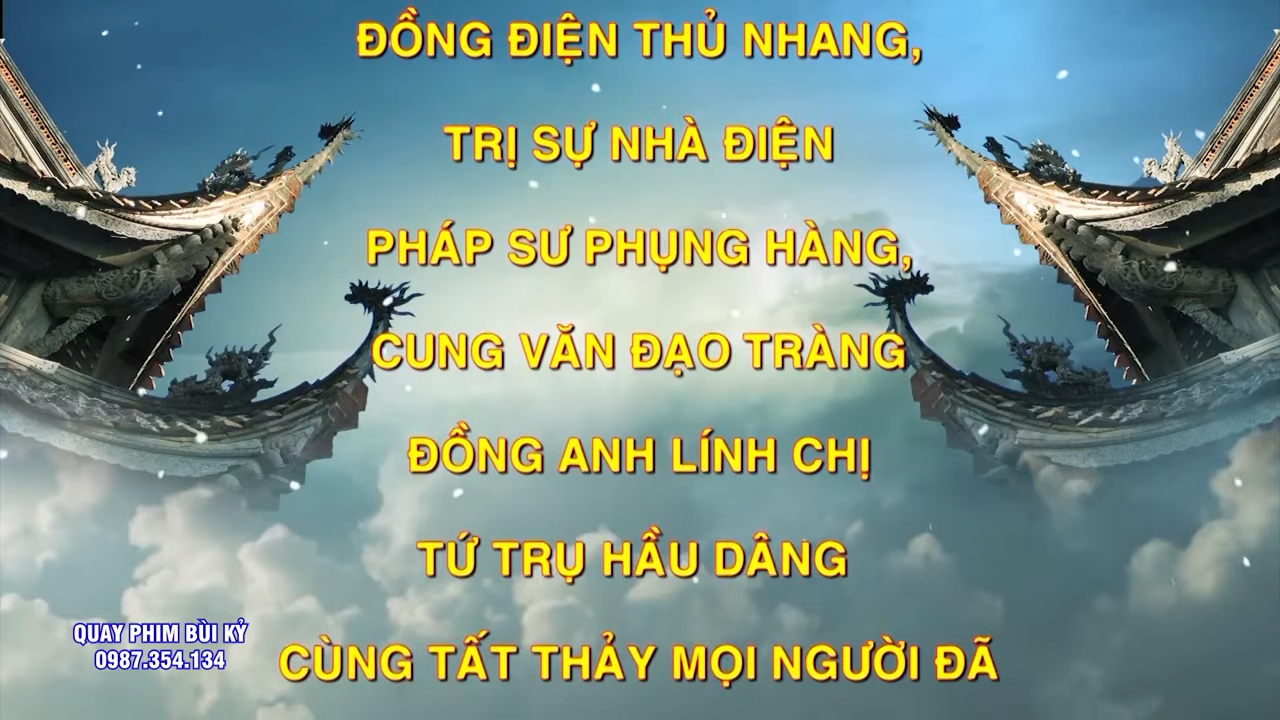 ĐỒNG ĐIỆN THỦ NHANG,
TRỊ SỰ NHÀ ĐIỆN
PHÁP SƯ PHỤNG HÀNG,
CUNG VĂN ĐẠO TRÀNG
ĐỒNG ANH LÍNH CHỊ
TỨ TRỤ HẦU DÂNG
CÙNG TẤT THẢY MỌI NGƯỜI ĐÃ
QUAY PHIM BÙI KỶ
0987.354.134